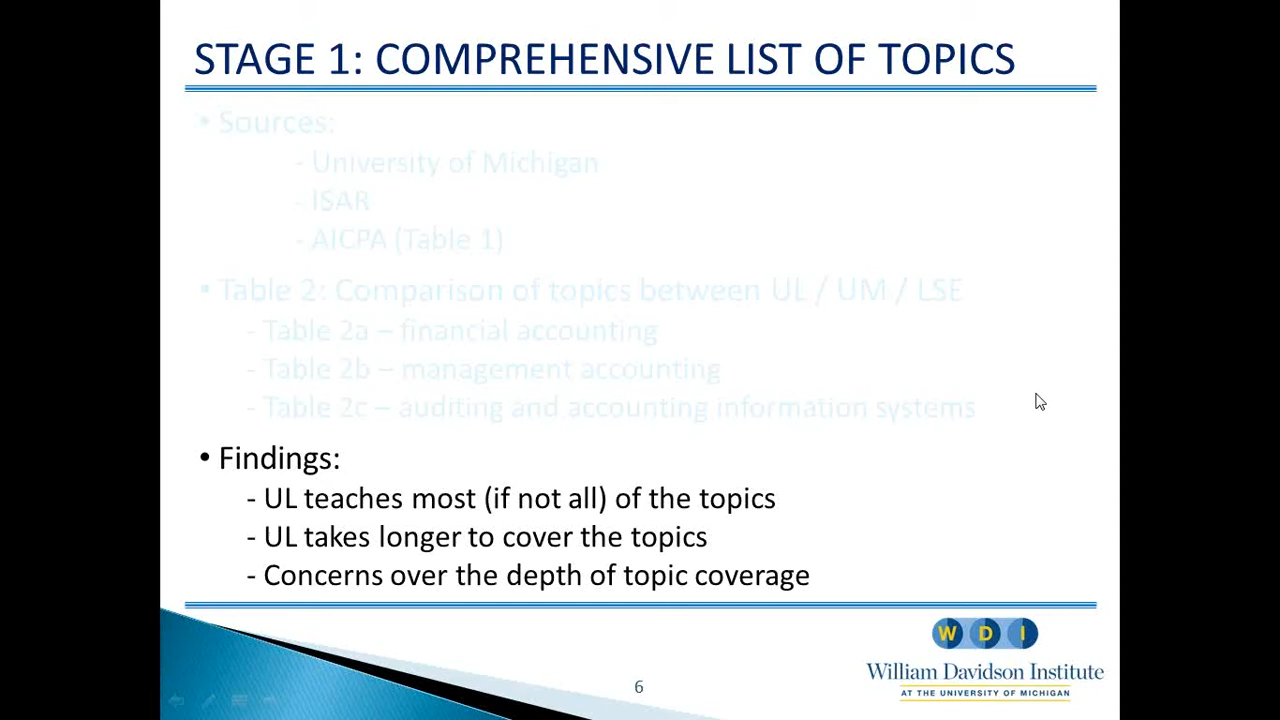 STAGE 1: COMPREHENSIVE LIST OF TOPICS
• Sources:
- University of Michigan
- ISAR
- AICPA (Table 1)
• Table 2: Comparison of topics between UL / UM / LSE
- Table 2a – financial accounting
- Table 2b – management accounting
- Table 2c – auditing and accounting information systems
• Findings:
- UL teaches most (if not all) of the topics
- UL takes longer to cover the topics
- Concerns over the depth of topic coverage
W D I
William Davidson Institute
AT THE UNIVERSITY OF MICHIGAN
6